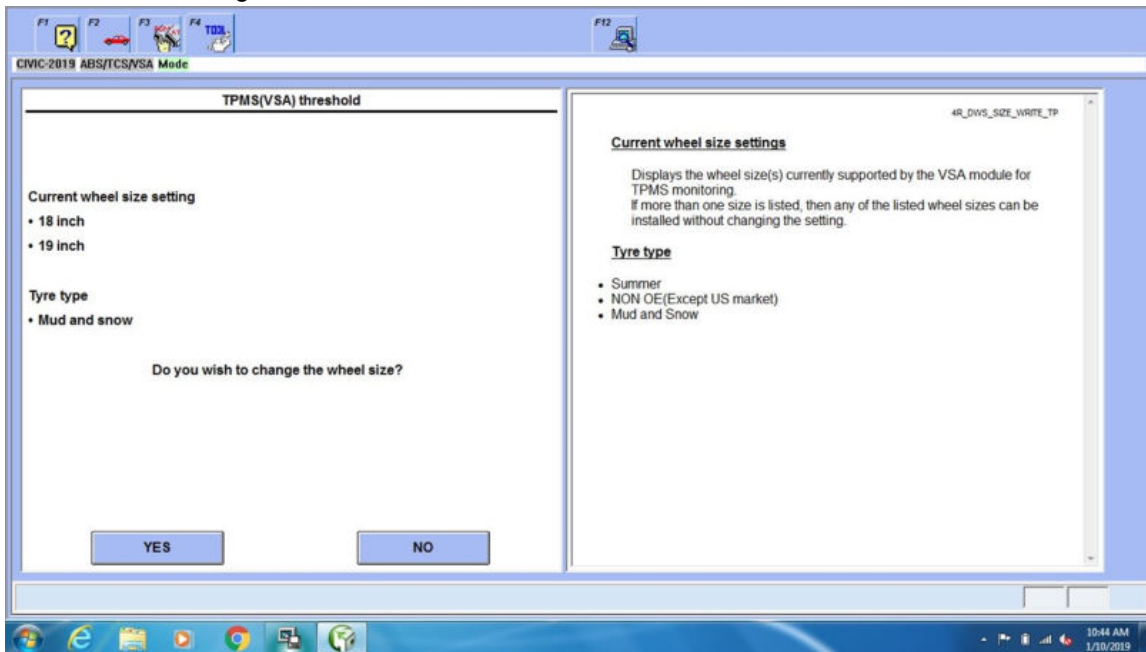 F1 F2 F3 F4 TOOL F12
CIVIC-2019 ABS/TCS/VSA Mode
TPMS(VSA) threshold
Current wheel size setting
• 18 inch
• 19 inch
Tyre type
• Mud and snow
Do you wish to change the wheel size?
YES NO
4R_DWS_SIZE_WRITE_TP
Current wheel size settings
Displays the wheel size(s) currently supported by the VSA module for
TPMS monitoring.
If more than one size is listed, then any of the listed wheel sizes can be
installed without changing the setting.
Tyre type
• Summer
• NON OE(Except US market)
• Mud and Snow
10:44 AM
1/10/2019